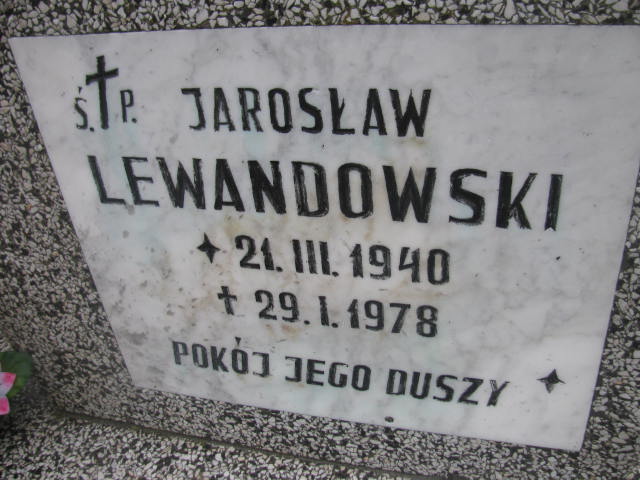 Ś. P. JAROSŁAW
LEWANDOWSKI
21. III. 1940
29. I. 1978
POKÓJ JEGO DUSZY